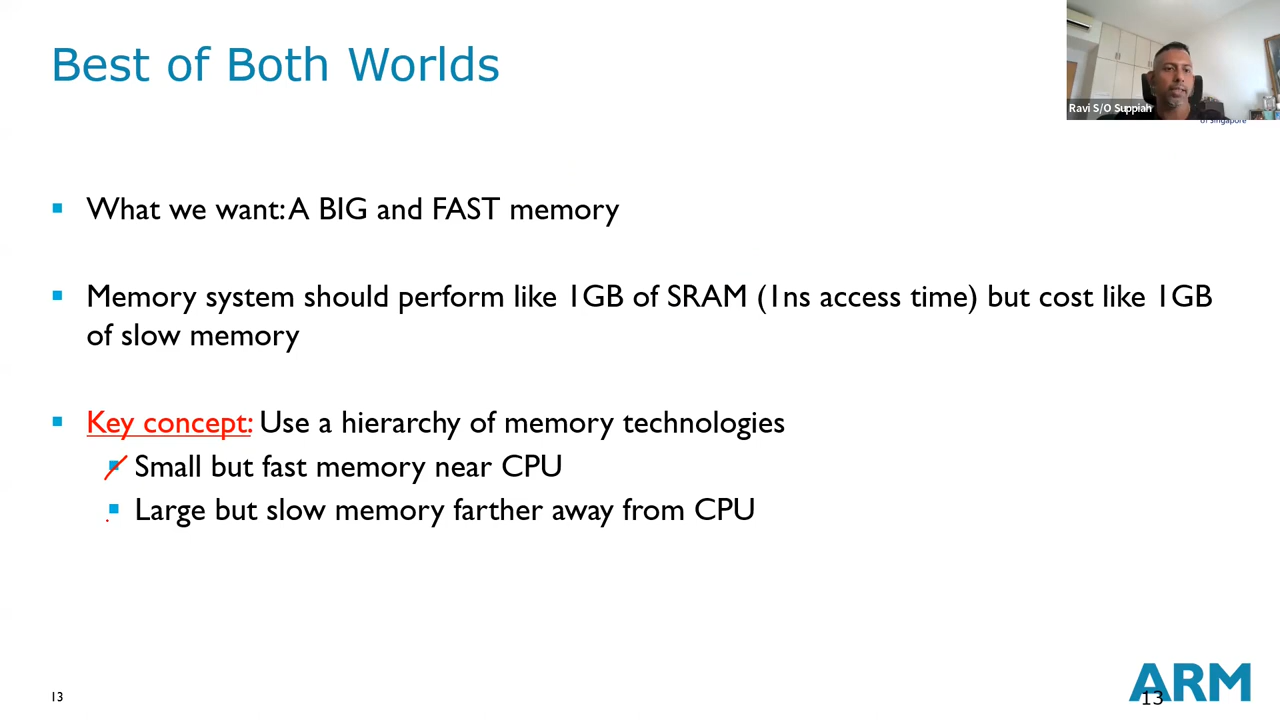 Best of Both Worlds
Ravi S/O Suppiah
of Singapore
What we want: A BIG and FAST memory
Memory system should perform like 1GB of SRAM (1ns access time) but cost like 1GB
of slow memory
Key concept: Use a hierarchy of memory technologies
Small but fast memory near CPU
Large but slow memory farther away from CPU
13
ARM
13